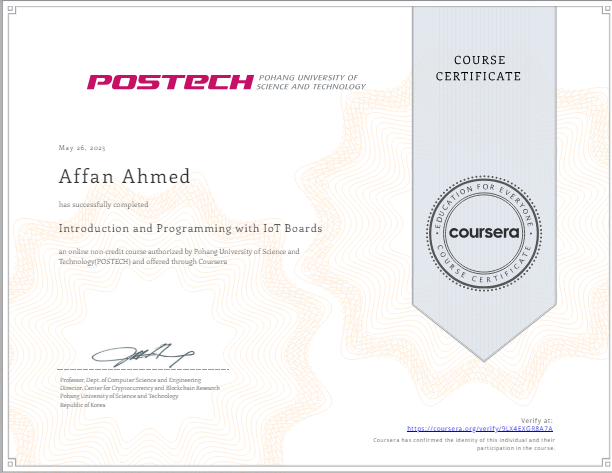 COURSE
CERTIFICATE
POSTECH
POHANG UNIVERSITY OF
SCIENCE AND TECHNOLOGY
May 26, 2023
Affan Ahmed
has successfully completed
Introduction and Programming with IoT Boards
an online non-credit course authorized by Pohang University of Science and
Technology(POSTECH) and offered through Coursera
EDUCATION FOR EVERYONE
coursera
COURSE CERTIFICATE
Professor, Dept. of Computer Science and Engineering
Director, Center for Cryptocurrency and Blockchain Research
Pohang University of Science and Technology
Republic of Korea
Verify at:
https://coursera.org/verify/9LX4EXGR8A7A
Coursera has confirmed the identity of this individual and their
participation in the course.